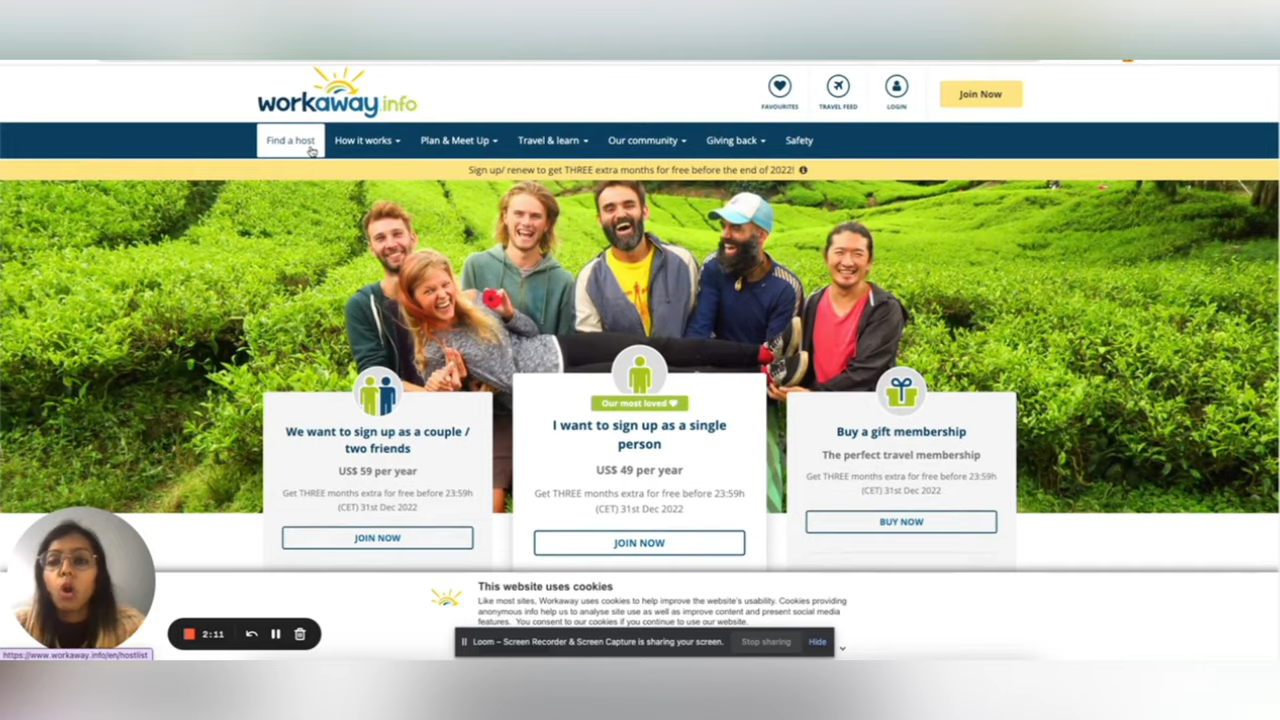 workaway.info
FAVOURITES
TRAVEL FEED
LOGIN
Join Now
Find a host
How it works
Plan & Meet Up
Travel & learn
Our community
Giving back
Safety
Sign up/ renew to get THREE extra months for free before the end of 2022!
We want to sign up as a couple /
two friends
US$ 59 per year
Get THREE months extra for free before 23:59h
(CET) 31st Dec 2022
JOIN NOW
Our most loved
I want to sign up as a single
person
US$ 49 per year
Get THREE months extra for free before 23:59h
(CET) 31st Dec 2022
JOIN NOW
Buy a gift membership
The perfect travel membership
Get THREE months extra for free before 23:59h
(CET) 31st Dec 2022
BUY NOW
This website uses cookies
Like most sites, Workaway uses cookies to help improve the website's usability. Cookies providing
anonymous info help us to analyse site use as well as improve content and present social media
features. You consent to our cookies if you continue to use our website.
2:11
Loom – Screen Recorder & Screen Capture is sharing your screen.
Stop sharing
Hide
https://www.workaway.info/en/hostlist